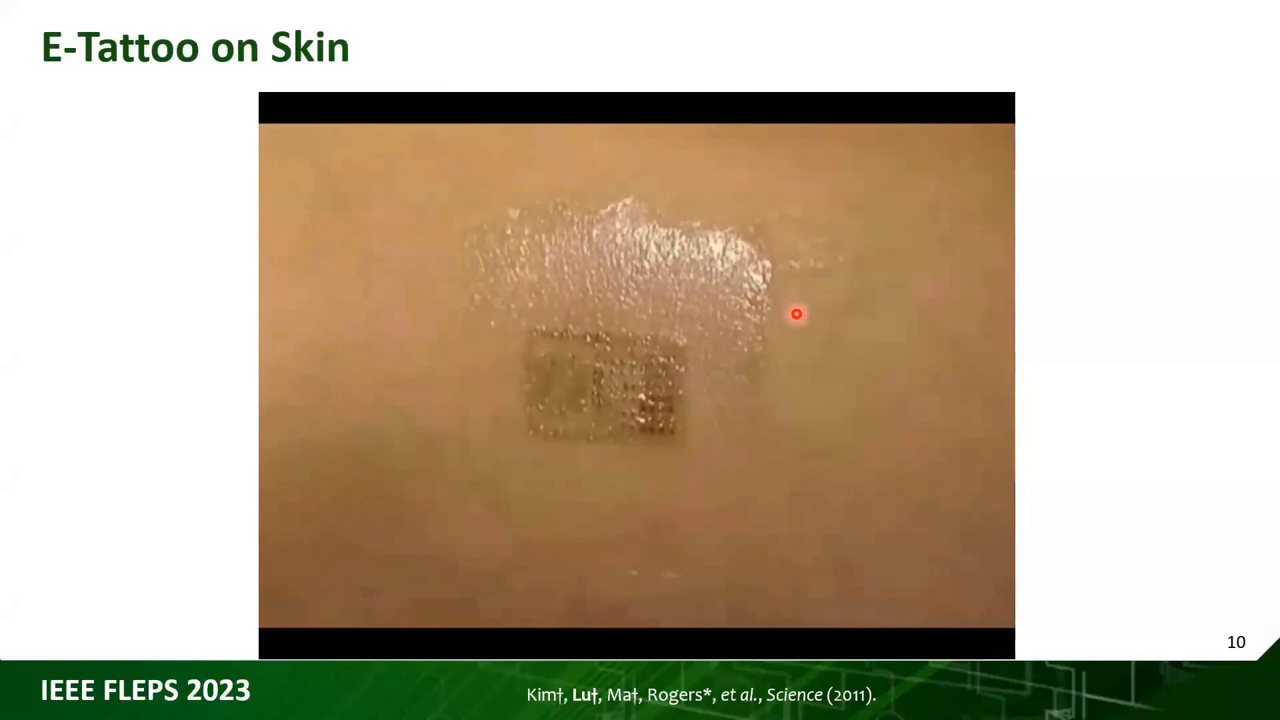 E-Tattoo on Skin
10
IEEE FLEPS 2023
Kim†, Lu†, Ma†, Rogers*, et al., Science (2011).